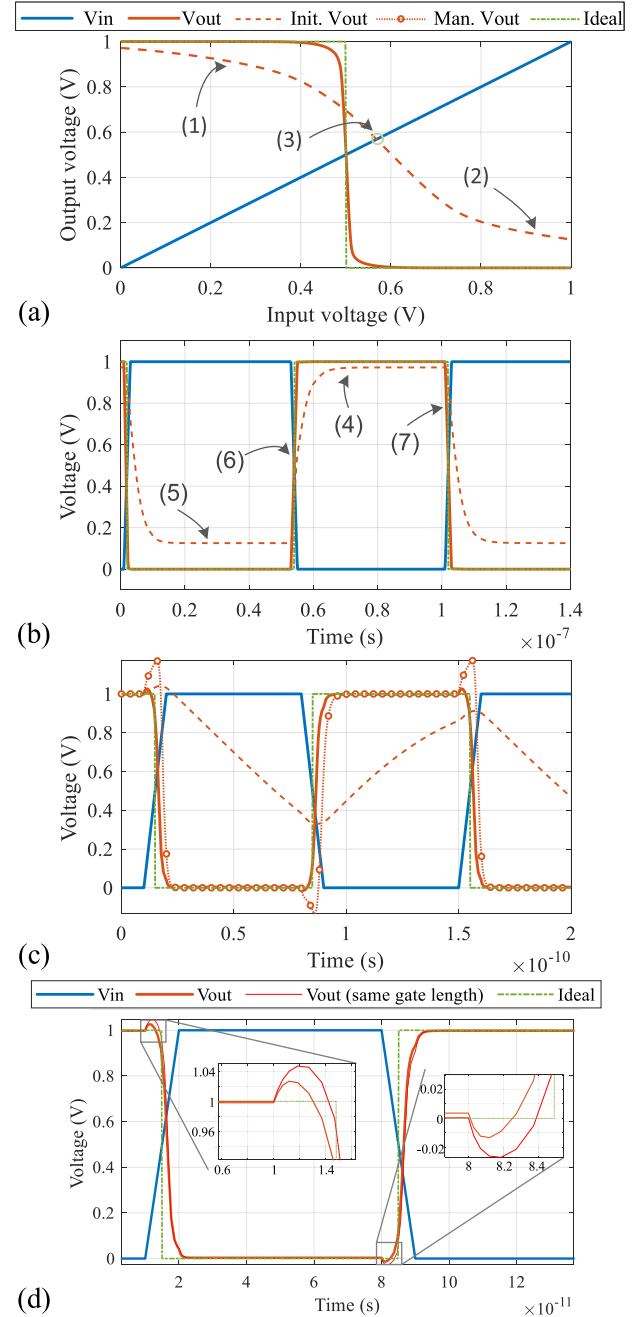 Vin Vout Init. Vout Man. Vout Ideal
1
0.8
0.6
0.4
0.2
0
Output voltage (V)
(1)
(3)
(2)
0 0.2 0.4 0.6 0.8 1
Input voltage (V)
(a)
1
0.8
0.6
0.4
0.2
0
Voltage (V)
(4)
(7)
(6)
(5)
0 0.2 0.4 0.6 0.8 1 1.2 1.4
Time (s)
×10-7
(b)
1
0.8
0.6
0.4
0.2
0
Voltage (V)
0 0.5 1 1.5 2
Time (s)
×10-10
(c)
Vin Vout Vout (same gate length) Ideal
1
0.8
0.6
0.4
0.2
0
Voltage (V)
1.04
1
0.96
0.6 1 1.4
0.02
0
-0.02
8 8.2 8.4
2 4 6 8 10 12
Time (s)
×10-11
(d)